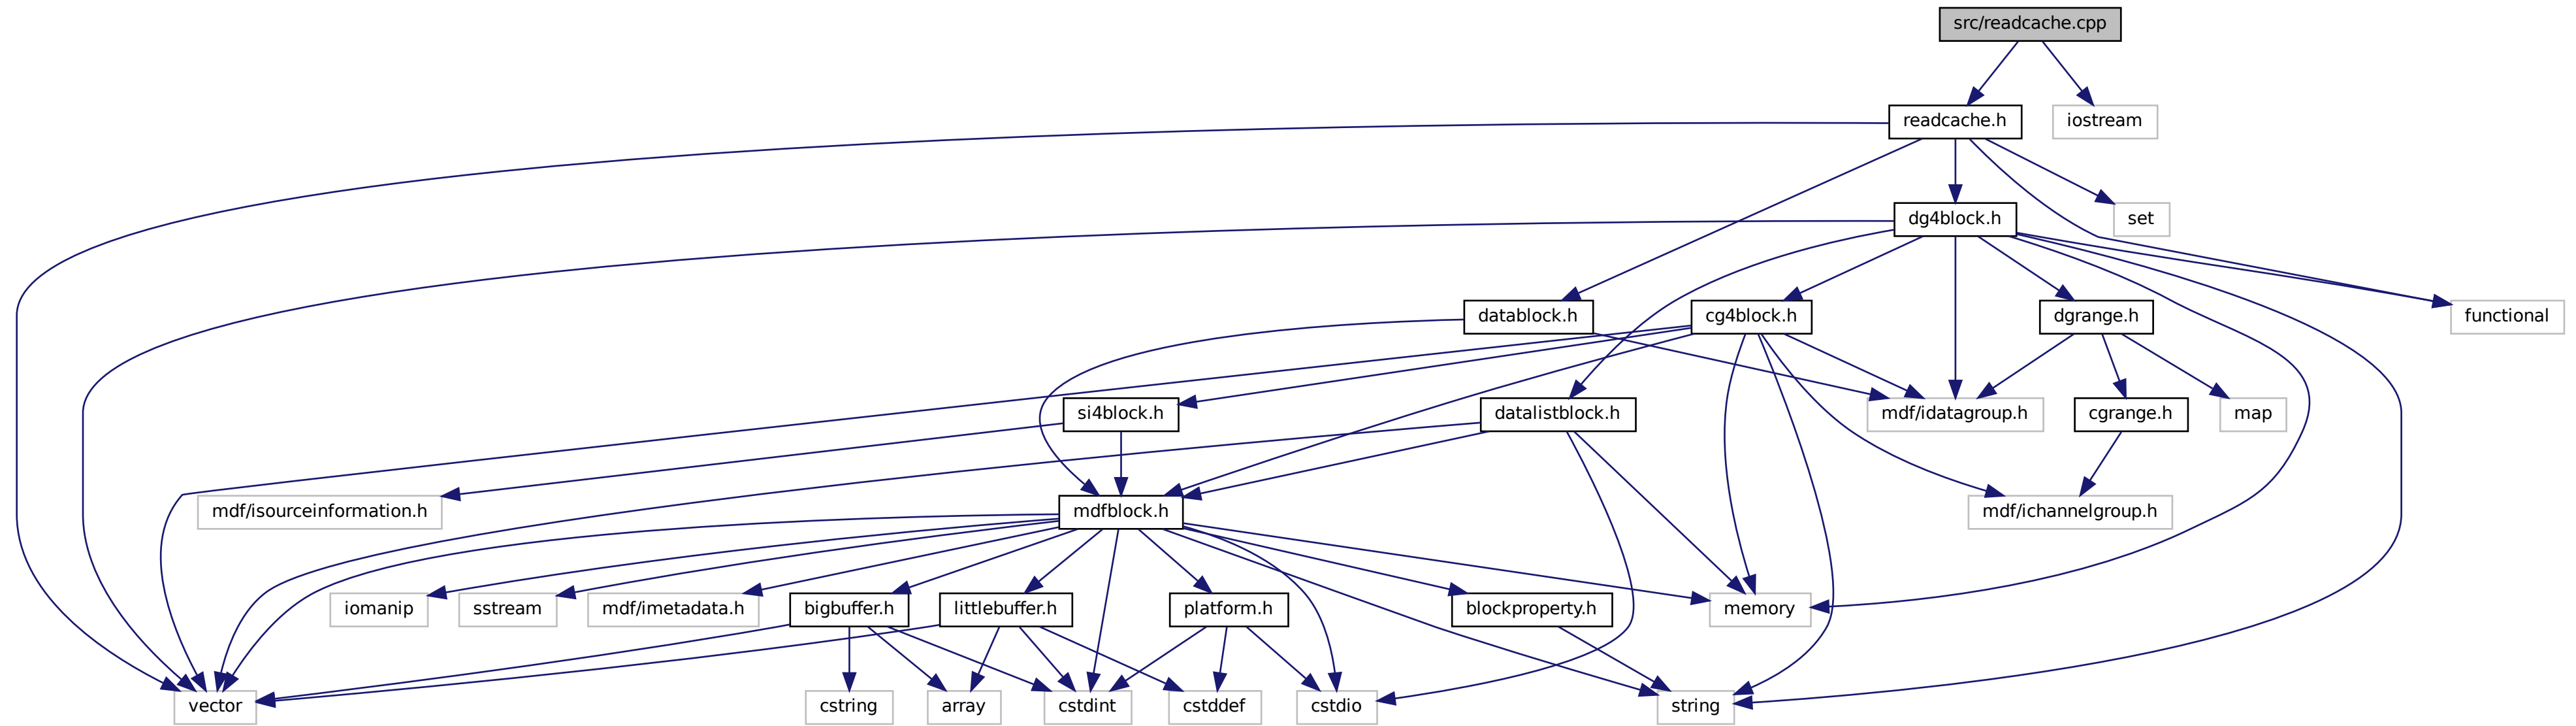 src/readcache.cpp
readcache.h
iostream
dg4block.h
set
datablock.h
cg4block.h
dgrange.h
functional
si4block.h
datalistblock.h
mdf/idatagroup.h
cgrange.h
map
mdf/isourceinformation.h
mdfblock.h
mdf/ichannelgroup.h
iomanip
sstream
mdf/imetadata.h
bigbuffer.h
littlebuffer.h
platform.h
blockproperty.h
memory
vector
cstring
array
cstdint
cstddef
cstdio
string